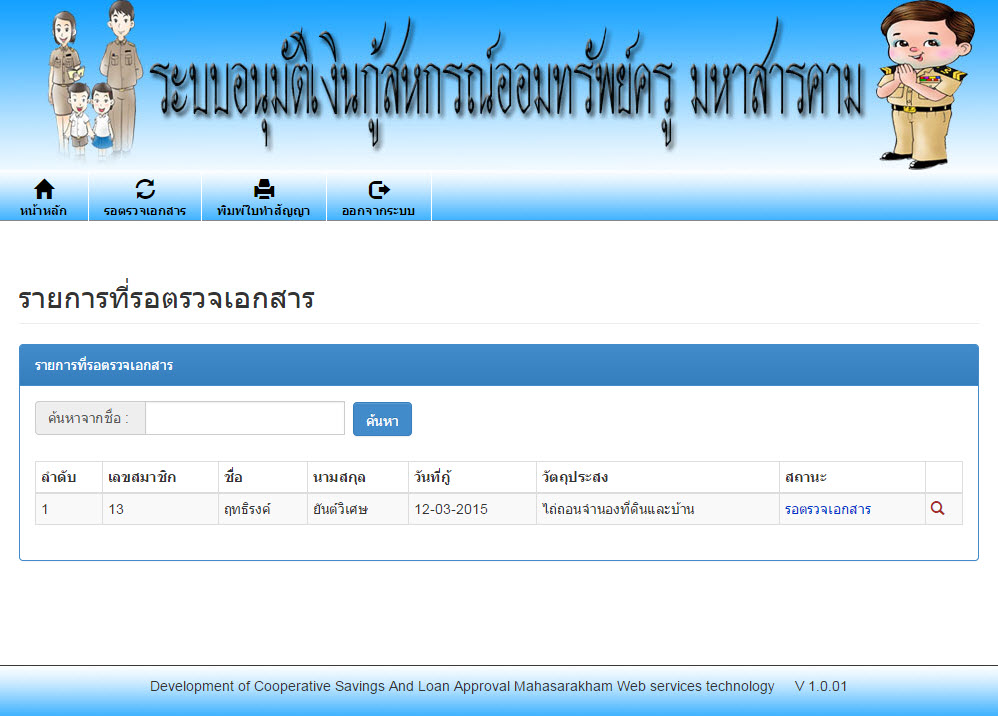 ระบบอนุมัติเงินกู้สหกรณ์ออมทรัพย์ครู มหาสารคาม
หน้าหลัก รอตรวจเอกสาร พิมพ์ใบทำสัญญา ออกจากระบบ
รายการที่รอตรวจเอกสาร
รายการที่รอตรวจเอกสาร
ค้นหาจากชื่อ : ค้นหา
ลำดับ เลขสมาชิก ชื่อ นามสกุล วันที่กู้ วัตถุประสง สถานะ
1 13 ฤทธิรงค์ ยันต์วิเศษ 12-03-2015 ไถ่ถอนจำนองที่ดินและบ้าน รอตรวจเอกสาร
Development of Cooperative Savings And Loan Approval Mahasarakham Web services technology V 1.0.01